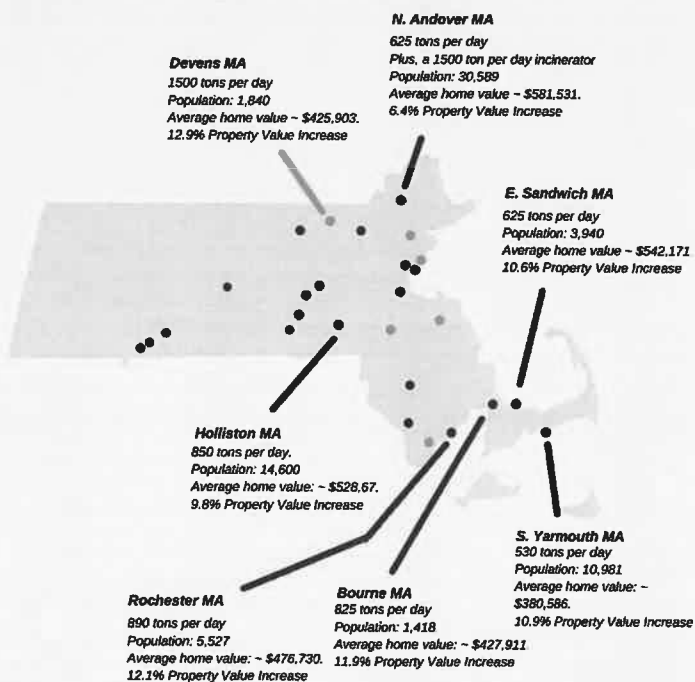 N. Andover MA
625 tons per day
Plus, a 1500 ton per day incinerator
Population: 30,589
Average home value ~ $581,531.
6.4% Property Value Increase
Devens MA
1500 tons per day
Population: 1,840
Average home value ~ $425,903.
12.9% Property Value Increase
E. Sandwich MA
625 tons per day
Population: 3,940
Average home value ~ $542,171
10.6% Property Value Increase
Holliston MA
850 tons per day.
Population: 14,600
Average home value: ~ $528,67.
9.8% Property Value Increase
S. Yarmouth MA
530 tons per day
Population: 10,981
Average home value: ~
$380,586.
10.9% Property Value Increase
Rochester MA
890 tons per day
Population: 5,527
Average home value: ~ $476,730.
12.1% Property Value Increase
Bourne MA
825 tons per day
Population: 1,418
Average home value: ~ $427,911
11.9% Property Value Increase